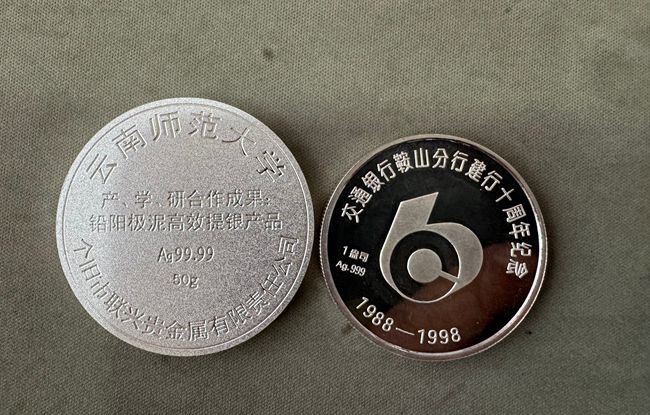 云南师范大学
产、学、研合作成果:
铅阳极泥高效提银产品
Ag99.99
50g
个旧市联兴贵金属有限责任公司
交通银行鞍山分行建行十周年纪念
1盎司
Ag.999
1988—1998